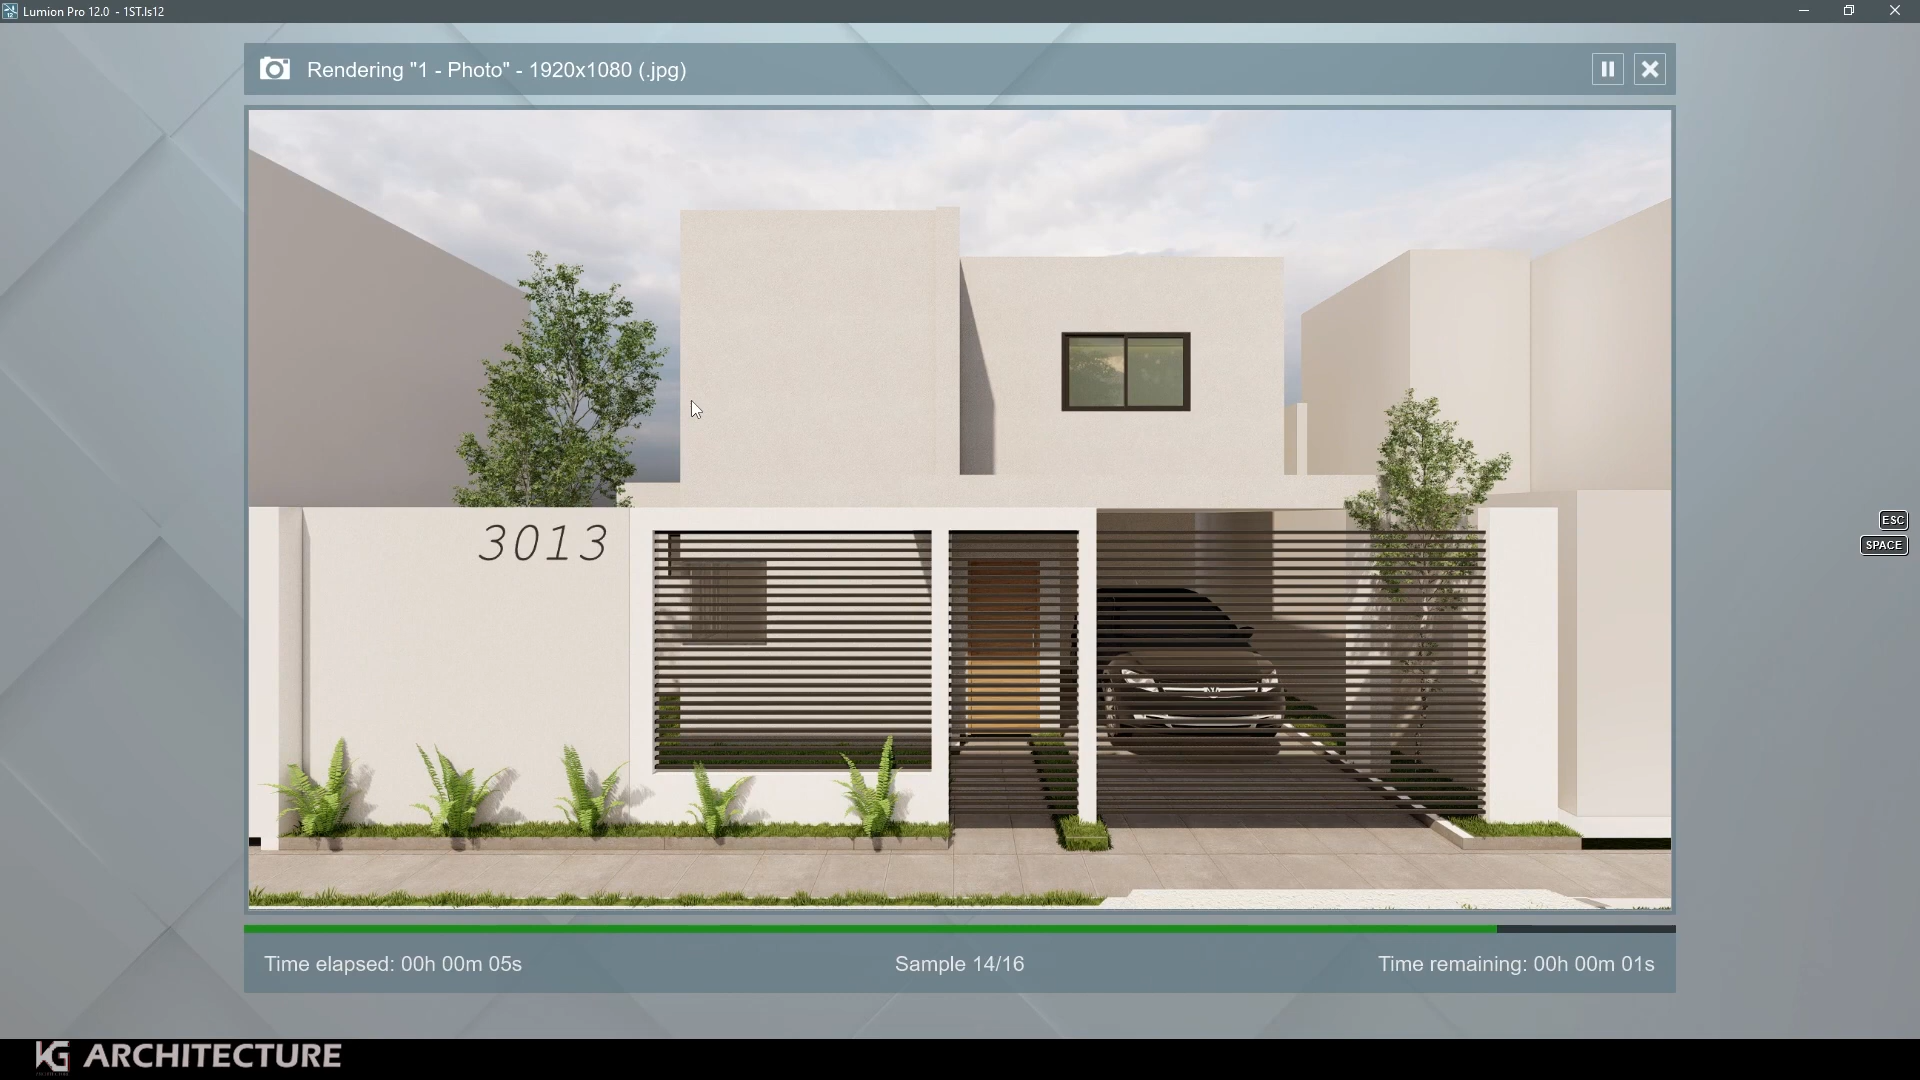 Lumion Pro 12.0 - 1ST.ls12
Rendering "1 - Photo" - 1920x1080 (.jpg)
3013
ESC
SPACE
Time elapsed: 00h 00m 05s
Sample 14/16
Time remaining: 00h 00m 01s
KG ARCHITECTURE